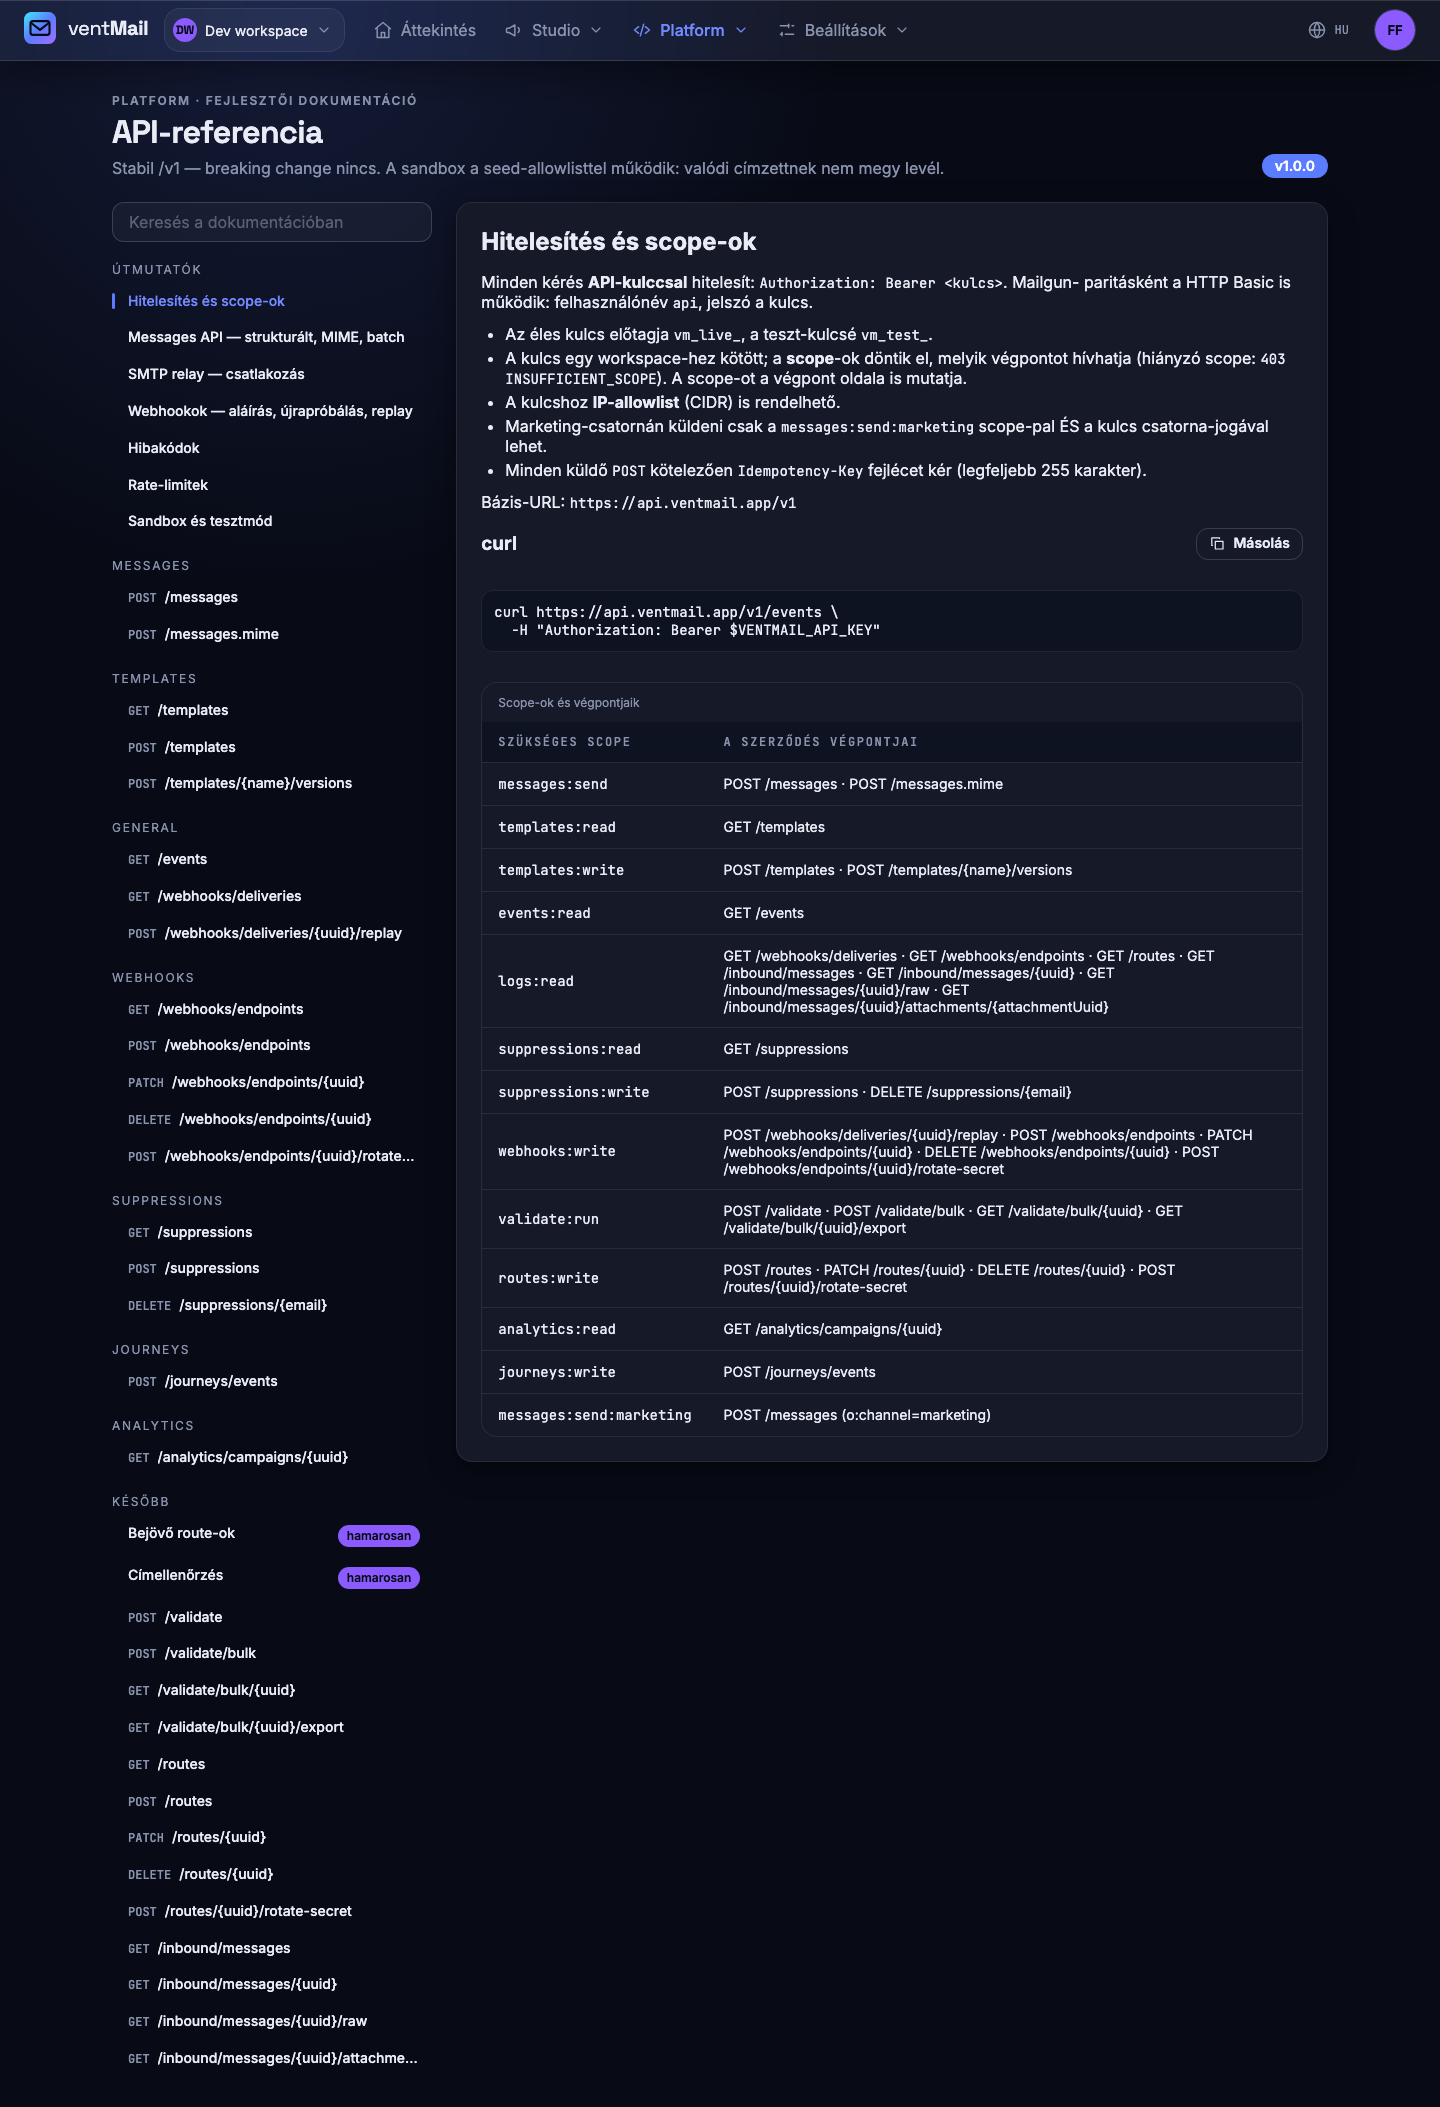 ventMail
DW Dev workspace
Áttekintés
Studio
Platform
Beállítások
HU
FF
PLATFORM · FEJLESZTŐI DOKUMENTÁCIÓ
API-referencia
Stabil /v1 — breaking change nincs. A sandbox a seed-allowlisttel működik: valódi címzettnek nem megy levél.
v1.0.0
Keresés a dokumentációban
ÚTMUTATÓK
Hitelesítés és scope-ok
Messages API — strukturált, MIME, batch
SMTP relay — csatlakozás
Webhookok — aláírás, újrapróbálás, replay
Hibakódok
Rate-limitek
Sandbox és tesztmód
MESSAGES
POST /messages
POST /messages.mime
TEMPLATES
GET /templates
POST /templates
POST /templates/{name}/versions
GENERAL
GET /events
GET /webhooks/deliveries
POST /webhooks/deliveries/{uuid}/replay
WEBHOOKS
GET /webhooks/endpoints
POST /webhooks/endpoints
PATCH /webhooks/endpoints/{uuid}
DELETE /webhooks/endpoints/{uuid}
POST /webhooks/endpoints/{uuid}/rotate...
SUPPRESSIONS
GET /suppressions
POST /suppressions
DELETE /suppressions/{email}
JOURNEYS
POST /journeys/events
ANALYTICS
GET /analytics/campaigns/{uuid}
KÉSŐBB
Bejövő route-ok hamarosan
Címellenőrzés hamarosan
POST /validate
POST /validate/bulk
GET /validate/bulk/{uuid}
GET /validate/bulk/{uuid}/export
GET /routes
POST /routes
PATCH /routes/{uuid}
DELETE /routes/{uuid}
POST /routes/{uuid}/rotate-secret
GET /inbound/messages
GET /inbound/messages/{uuid}
GET /inbound/messages/{uuid}/raw
GET /inbound/messages/{uuid}/attachme...
Hitelesítés és scope-ok
Minden kérés API-kulccsal hitelesít: Authorization: Bearer <kulcs>. Mailgun- paritásként a HTTP Basic is
működik: felhasználónév api, jelszó a kulcs.
• Az éles kulcs előtagja vm_live_, a teszt-kulcsé vm_test_.
• A kulcs egy workspace-hez kötött; a scope-ok döntik el, melyik végpontot hívhatja (hiányzó scope: 403
INSUFFICIENT_SCOPE). A scope-ot a végpont oldala is mutatja.
• A kulcshoz IP-allowlist (CIDR) is rendelhető.
• Marketing-csatornán küldeni csak a messages:send:marketing scope-pal ÉS a kulcs csatorna-jogával
lehet.
• Minden küldő POST kötelezően Idempotency-Key fejlécet kér (legfeljebb 255 karakter).
Bázis-URL: https://api.ventmail.app/v1
curl
Másolás
curl https://api.ventmail.app/v1/events \
-H "Authorization: Bearer $VENTMAIL_API_KEY"
Scope-ok és végpontjaik
SZÜKSÉGES SCOPE A SZERZŐDÉS VÉGPONTJAI
messages:send POST /messages · POST /messages.mime
templates:read GET /templates
templates:write POST /templates · POST /templates/{name}/versions
events:read GET /events
logs:read GET /webhooks/deliveries · GET /webhooks/endpoints · GET /routes · GET
/inbound/messages · GET /inbound/messages/{uuid} · GET
/inbound/messages/{uuid}/raw · GET
/inbound/messages/{uuid}/attachments/{attachmentUuid}
suppressions:read GET /suppressions
suppressions:write POST /suppressions · DELETE /suppressions/{email}
webhooks:write POST /webhooks/deliveries/{uuid}/replay · POST /webhooks/endpoints · PATCH
/webhooks/endpoints/{uuid} · DELETE /webhooks/endpoints/{uuid} · POST
/webhooks/endpoints/{uuid}/rotate-secret
validate:run POST /validate · POST /validate/bulk · GET /validate/bulk/{uuid} · GET
/validate/bulk/{uuid}/export
routes:write POST /routes · PATCH /routes/{uuid} · DELETE /routes/{uuid} · POST
/routes/{uuid}/rotate-secret
analytics:read GET /analytics/campaigns/{uuid}
journeys:write POST /journeys/events
messages:send:marketing POST /messages (o:channel=marketing)